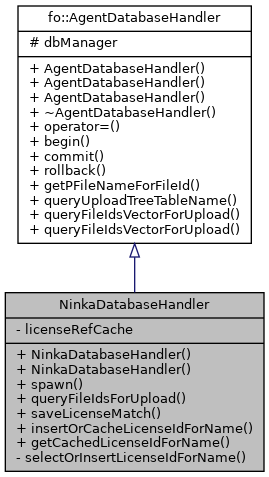 fo::AgentDatabaseHandler
# dbManager
+ AgentDatabaseHandler()
+ AgentDatabaseHandler()
+ AgentDatabaseHandler()
+ ~AgentDatabaseHandler()
+ operator=()
+ begin()
+ commit()
+ rollback()
+ getPFileNameForFileId()
+ queryUploadTreeTableName()
+ queryFileIdsVectorForUpload()
+ queryFileIdsVectorForUpload()
NinkaDatabaseHandler
- licenseRefCache
+ NinkaDatabaseHandler()
+ NinkaDatabaseHandler()
+ spawn()
+ queryFileIdsForUpload()
+ saveLicenseMatch()
+ insertOrCacheLicenseIdForName()
+ getCachedLicenseIdForName()
- selectOrInsertLicenseIdForName()